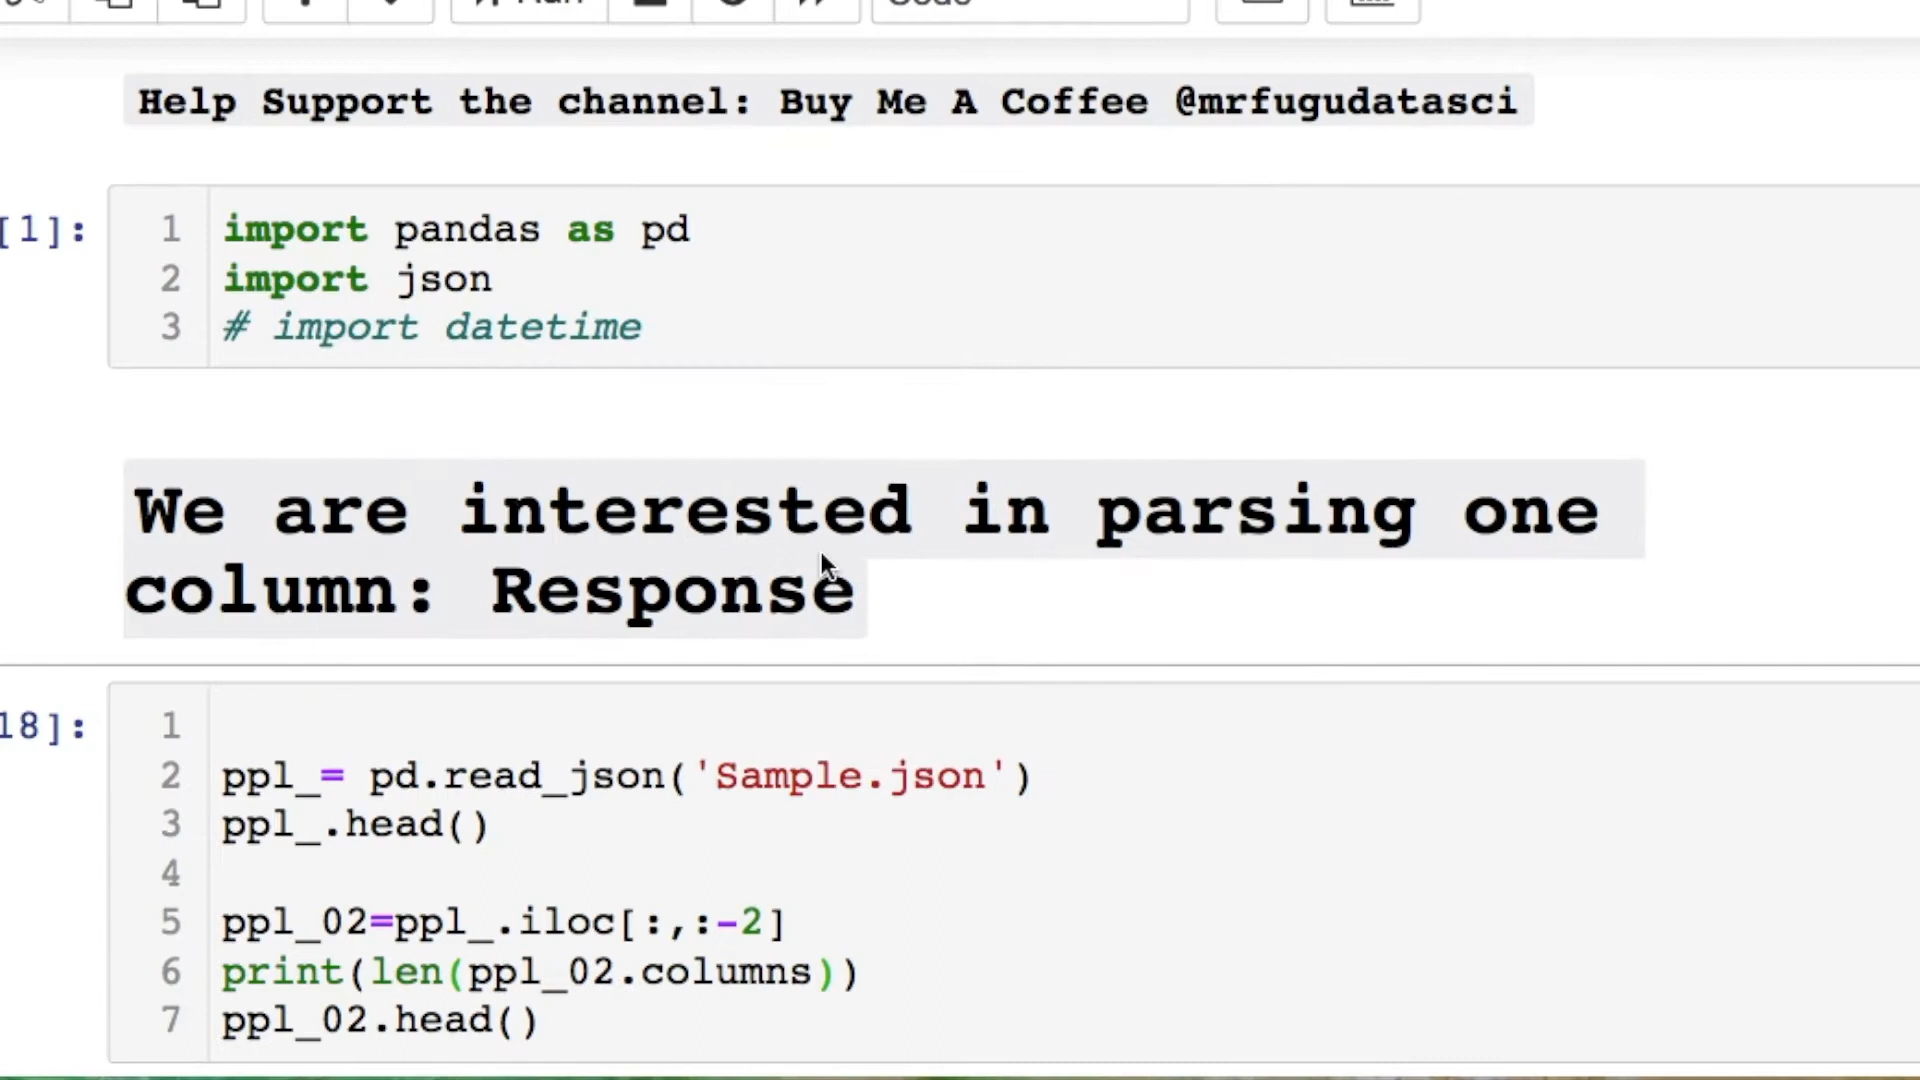 Help Support the channel: Buy Me A Coffee @mrfugudatasci
[1]:
1 import pandas as pd
2 import json
3 # import datetime
We are interested in parsing one
column: Response
18]:
1
2 ppl_= pd.read_json('Sample.json')
3 ppl_.head()
4
5 ppl_02=ppl_.iloc[:,:-2]
6 print(len(ppl_02.columns))
7 ppl_02.head()